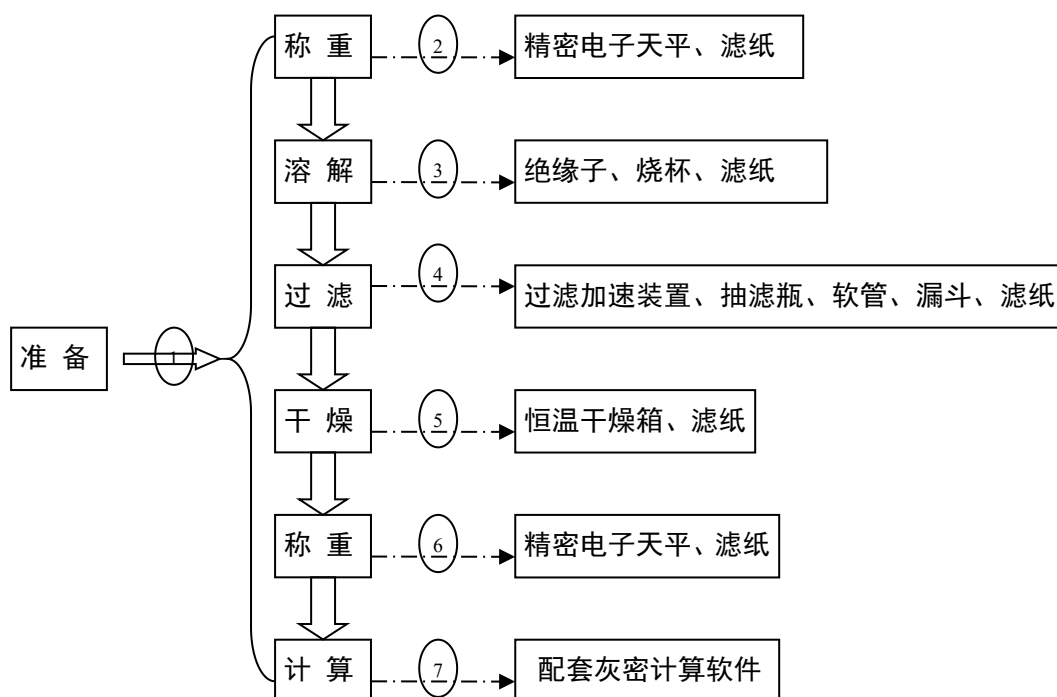 称 重
2
精密电子天平、滤纸
溶 解
3
绝缘子、烧杯、滤纸
过 滤
4
过滤加速装置、抽滤瓶、软管、漏斗、滤纸
准 备
1
干 燥
5
恒温干燥箱、滤纸
称 重
6
精密电子天平、滤纸
计 算
7
配套灰密计算软件